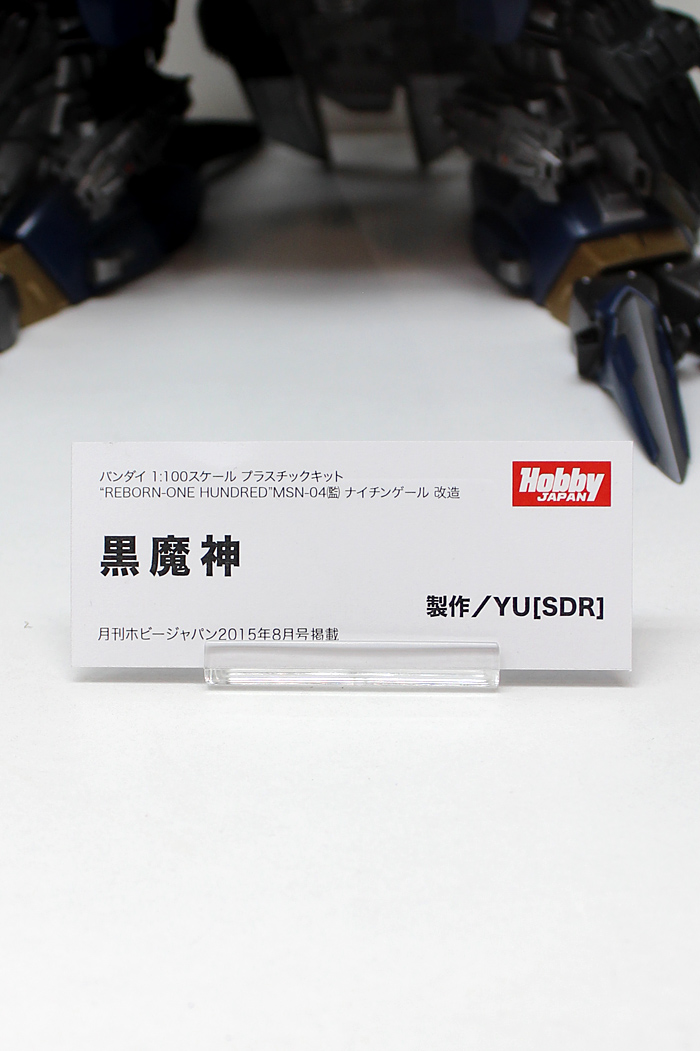 バンダイ 1:100スケール プラスチックキット
“REBORN-ONE HUNDRED”MSN-04㈼ ナイチンゲール 改造
Hobby
JAPAN
黒魔神
製作／YU[SDR]
月刊ホビージャパン2015年8月号掲載